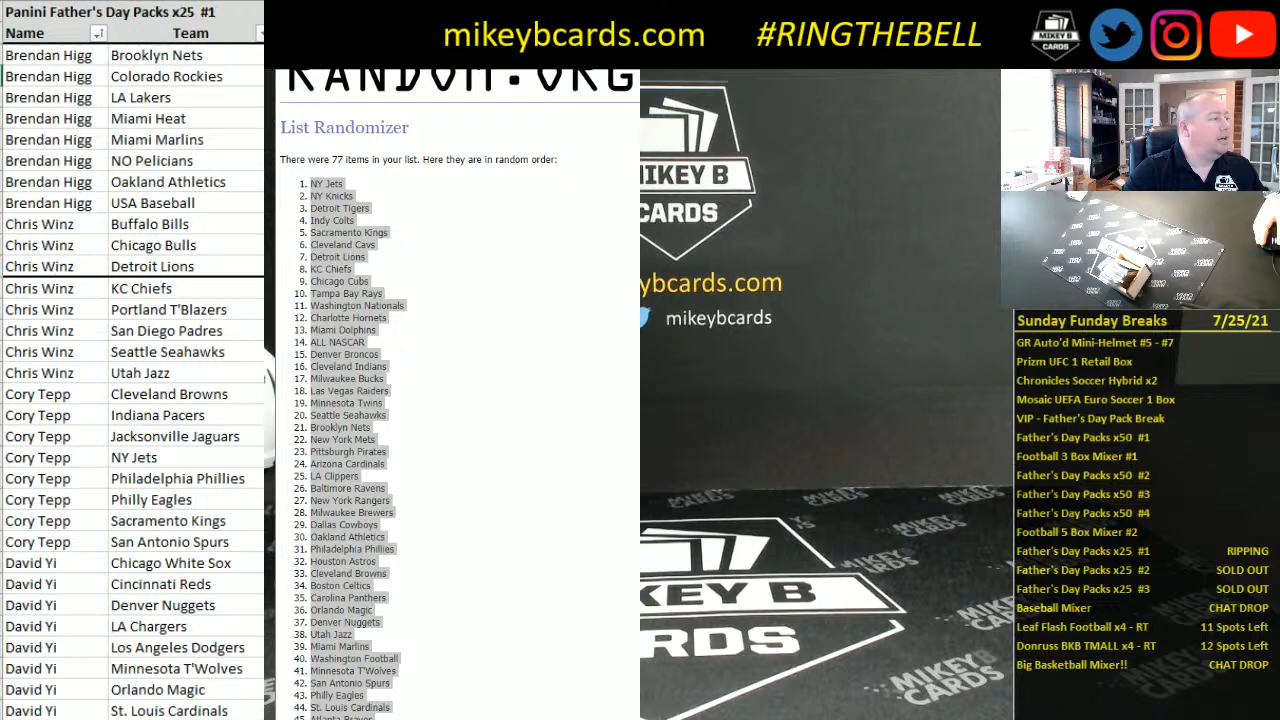 Panini Father's Day Packs x25 #1
Name Team
Brendan Higg Brooklyn Nets
Brendan Higg Colorado Rockies
Brendan Higg LA Lakers
Brendan Higg Miami Heat
Brendan Higg Miami Marlins
Brendan Higg NO Pelicians
Brendan Higg Oakland Athletics
Brendan Higg USA Baseball
Chris Winz Buffalo Bills
Chris Winz Chicago Bulls
Chris Winz Detroit Lions
Chris Winz KC Chiefs
Chris Winz Portland T'Blazers
Chris Winz San Diego Padres
Chris Winz Seattle Seahawks
Chris Winz Utah Jazz
Cory Tepp Cleveland Browns
Cory Tepp Indiana Pacers
Cory Tepp Jacksonville Jaguars
Cory Tepp NY Jets
Cory Tepp Philadelphia Phillies
Cory Tepp Philly Eagles
Cory Tepp Sacramento Kings
Cory Tepp San Antonio Spurs
David Yi Chicago White Sox
David Yi Cincinnati Reds
David Yi Denver Nuggets
David Yi LA Chargers
David Yi Los Angeles Dodgers
David Yi Minnesota T'Wolves
David Yi Orlando Magic
David Yi St. Louis Cardinals
mikeybcards.com #RINGTHEBELL
MIKEY B
CARDS
RANDOM.ORG
List Randomizer
There were 77 items in your list. Here they are in random order:
1. NY Jets
2. NY Knicks
3. Detroit Tigers
4. Indy Colts
5. Sacramento Kings
6. Cleveland Cavs
7. Detroit Lions
8. KC Chiefs
9. Chicago Cubs
10. Tampa Bay Rays
11. Washington Nationals
12. Charlotte Hornets
13. Miami Dolphins
14. ALL NASCAR
15. Denver Broncos
16. Cleveland Indians
17. Milwaukee Bucks
18. Las Vegas Raiders
19. Minnesota Twins
20. Seattle Seahawks
21. Brooklyn Nets
22. New York Mets
23. Pittsburgh Pirates
24. Arizona Cardinals
25. LA Clippers
26. Baltimore Ravens
27. New York Rangers
28. Milwaukee Brewers
29. Dallas Cowboys
30. Oakland Athletics
31. Philadelphia Phillies
32. Houston Astros
33. Cleveland Browns
34. Boston Celtics
35. Carolina Panthers
36. Orlando Magic
37. Denver Nuggets
38. Utah Jazz
39. Miami Marlins
40. Washington Football
41. Minnesota T'Wolves
42. San Antonio Spurs
43. Philly Eagles
44. St. Louis Cardinals
45. Atlanta Braves
MIKEY B
CARDS
ybcards.com
mikeybcards
KEY B
CARDS
MIKEY B
CARDS
Sunday Funday Breaks 7/25/21
GR Auto'd Mini-Helmet #5 - #7
Prizm UFC 1 Retail Box
Chronicles Soccer Hybrid x2
Mosaic UEFA Euro Soccer 1 Box
VIP - Father's Day Pack Break
Father's Day Packs x50 #1
Football 3 Box Mixer #1
Father's Day Packs x50 #2
Father's Day Packs x50 #3
Father's Day Packs x50 #4
Football 5 Box Mixer #2
Father's Day Packs x25 #1 RIPPING
Father's Day Packs x25 #2 SOLD OUT
Father's Day Packs x25 #3 SOLD OUT
Baseball Mixer CHAT DROP
Leaf Flash Football x4 - RT 11 Spots Left
Donruss BKB TMALL x4 - RT 12 Spots Left
Big Basketball Mixer!! CHAT DROP